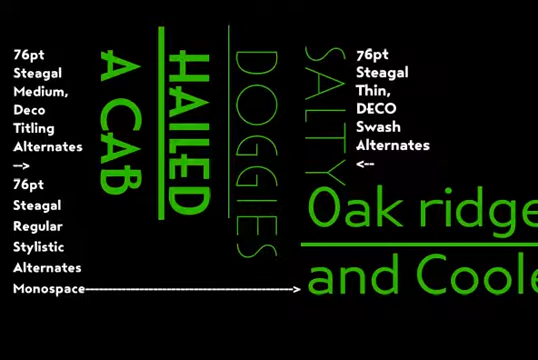 76pt
Steagal
Medium,
Deco
Titling
Alternates
-->
76pt
Steagal
Regular
Stylistic
Alternates
Monospace-------------------------------------------------->
A CAB
HAILED
DOGGIES
SALTY
76pt
Steagal
Thin,
DECO
Swash
Alternates
<--
Oak ridge
and Coole